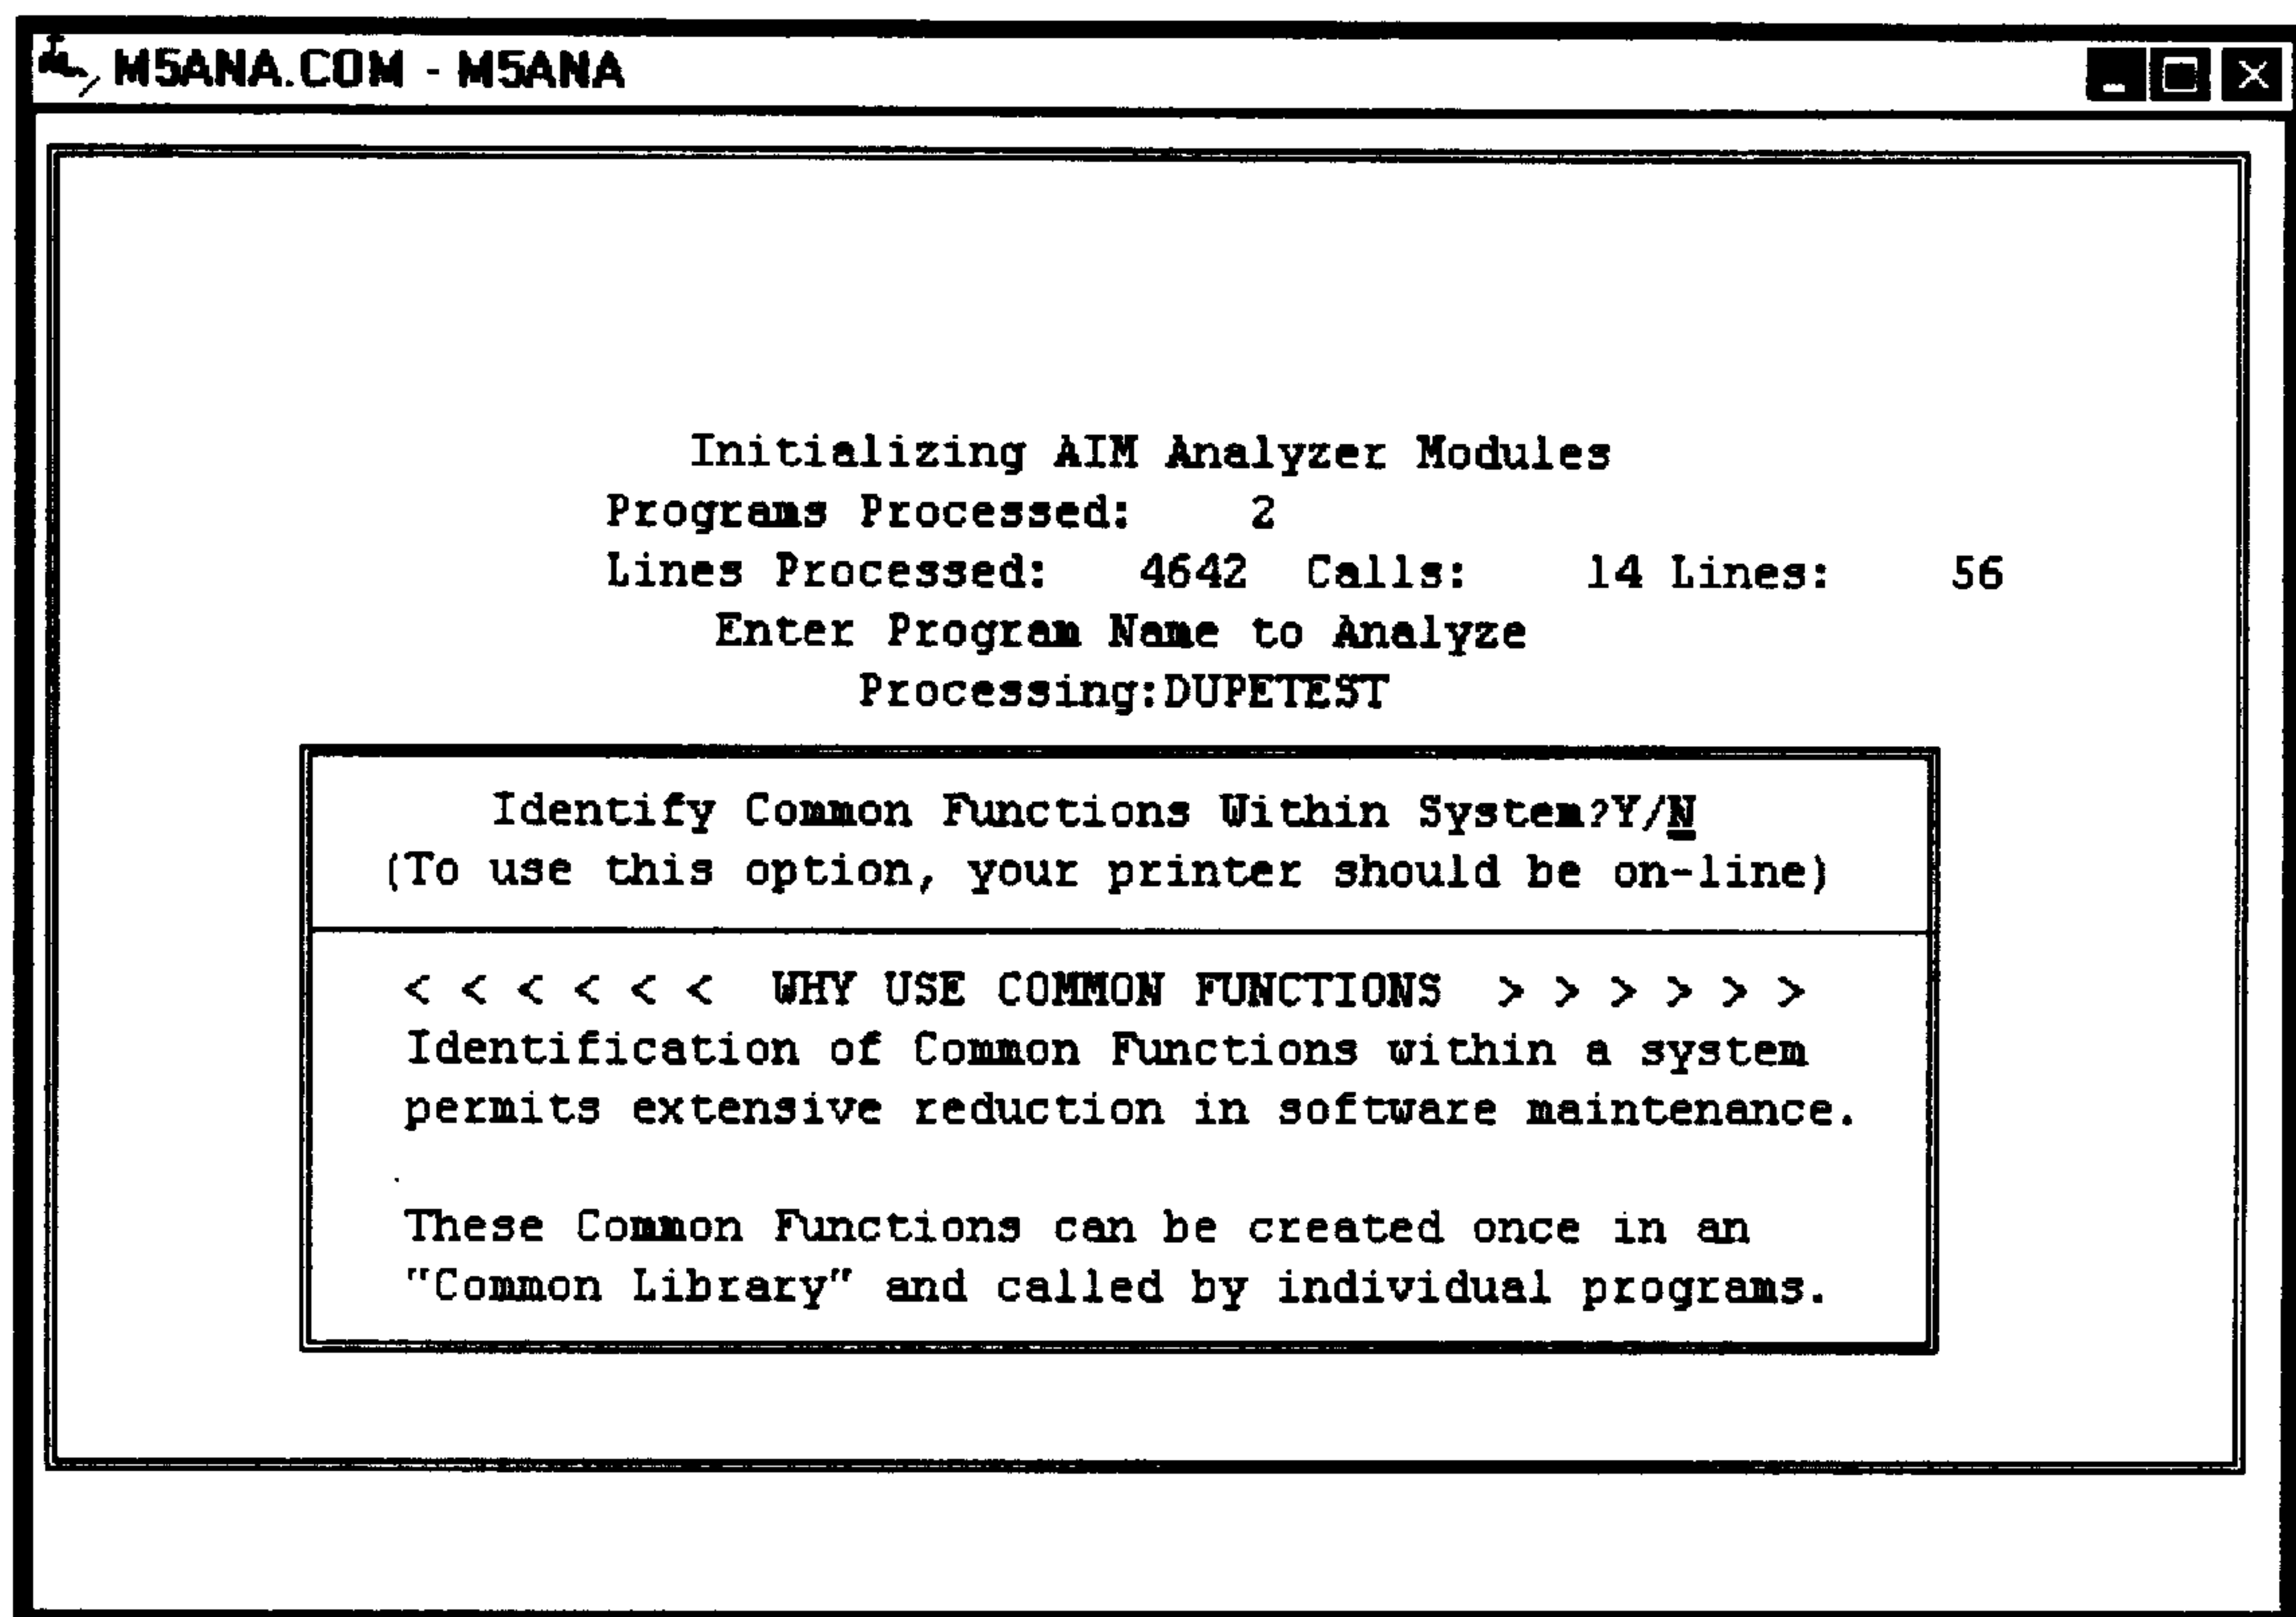 M5ANA.COM - M5ANA
Initializing AIM Analyzer Modules
Programs Processed: 2
Lines Processed: 4642 Calls: 14 Lines: 56
Enter Program Name to Analyze
Processing:DUPETEST
Identify Common Functions Within System?Y/N
(To use this option, your printer should be on-line)
< < < < < < WHY USE COMMON FUNCTIONS > > > > > >
Identification of Common Functions within a system
permits extensive reduction in software maintenance.
These Common Functions can be created once in an
"Common Library" and called by individual programs.